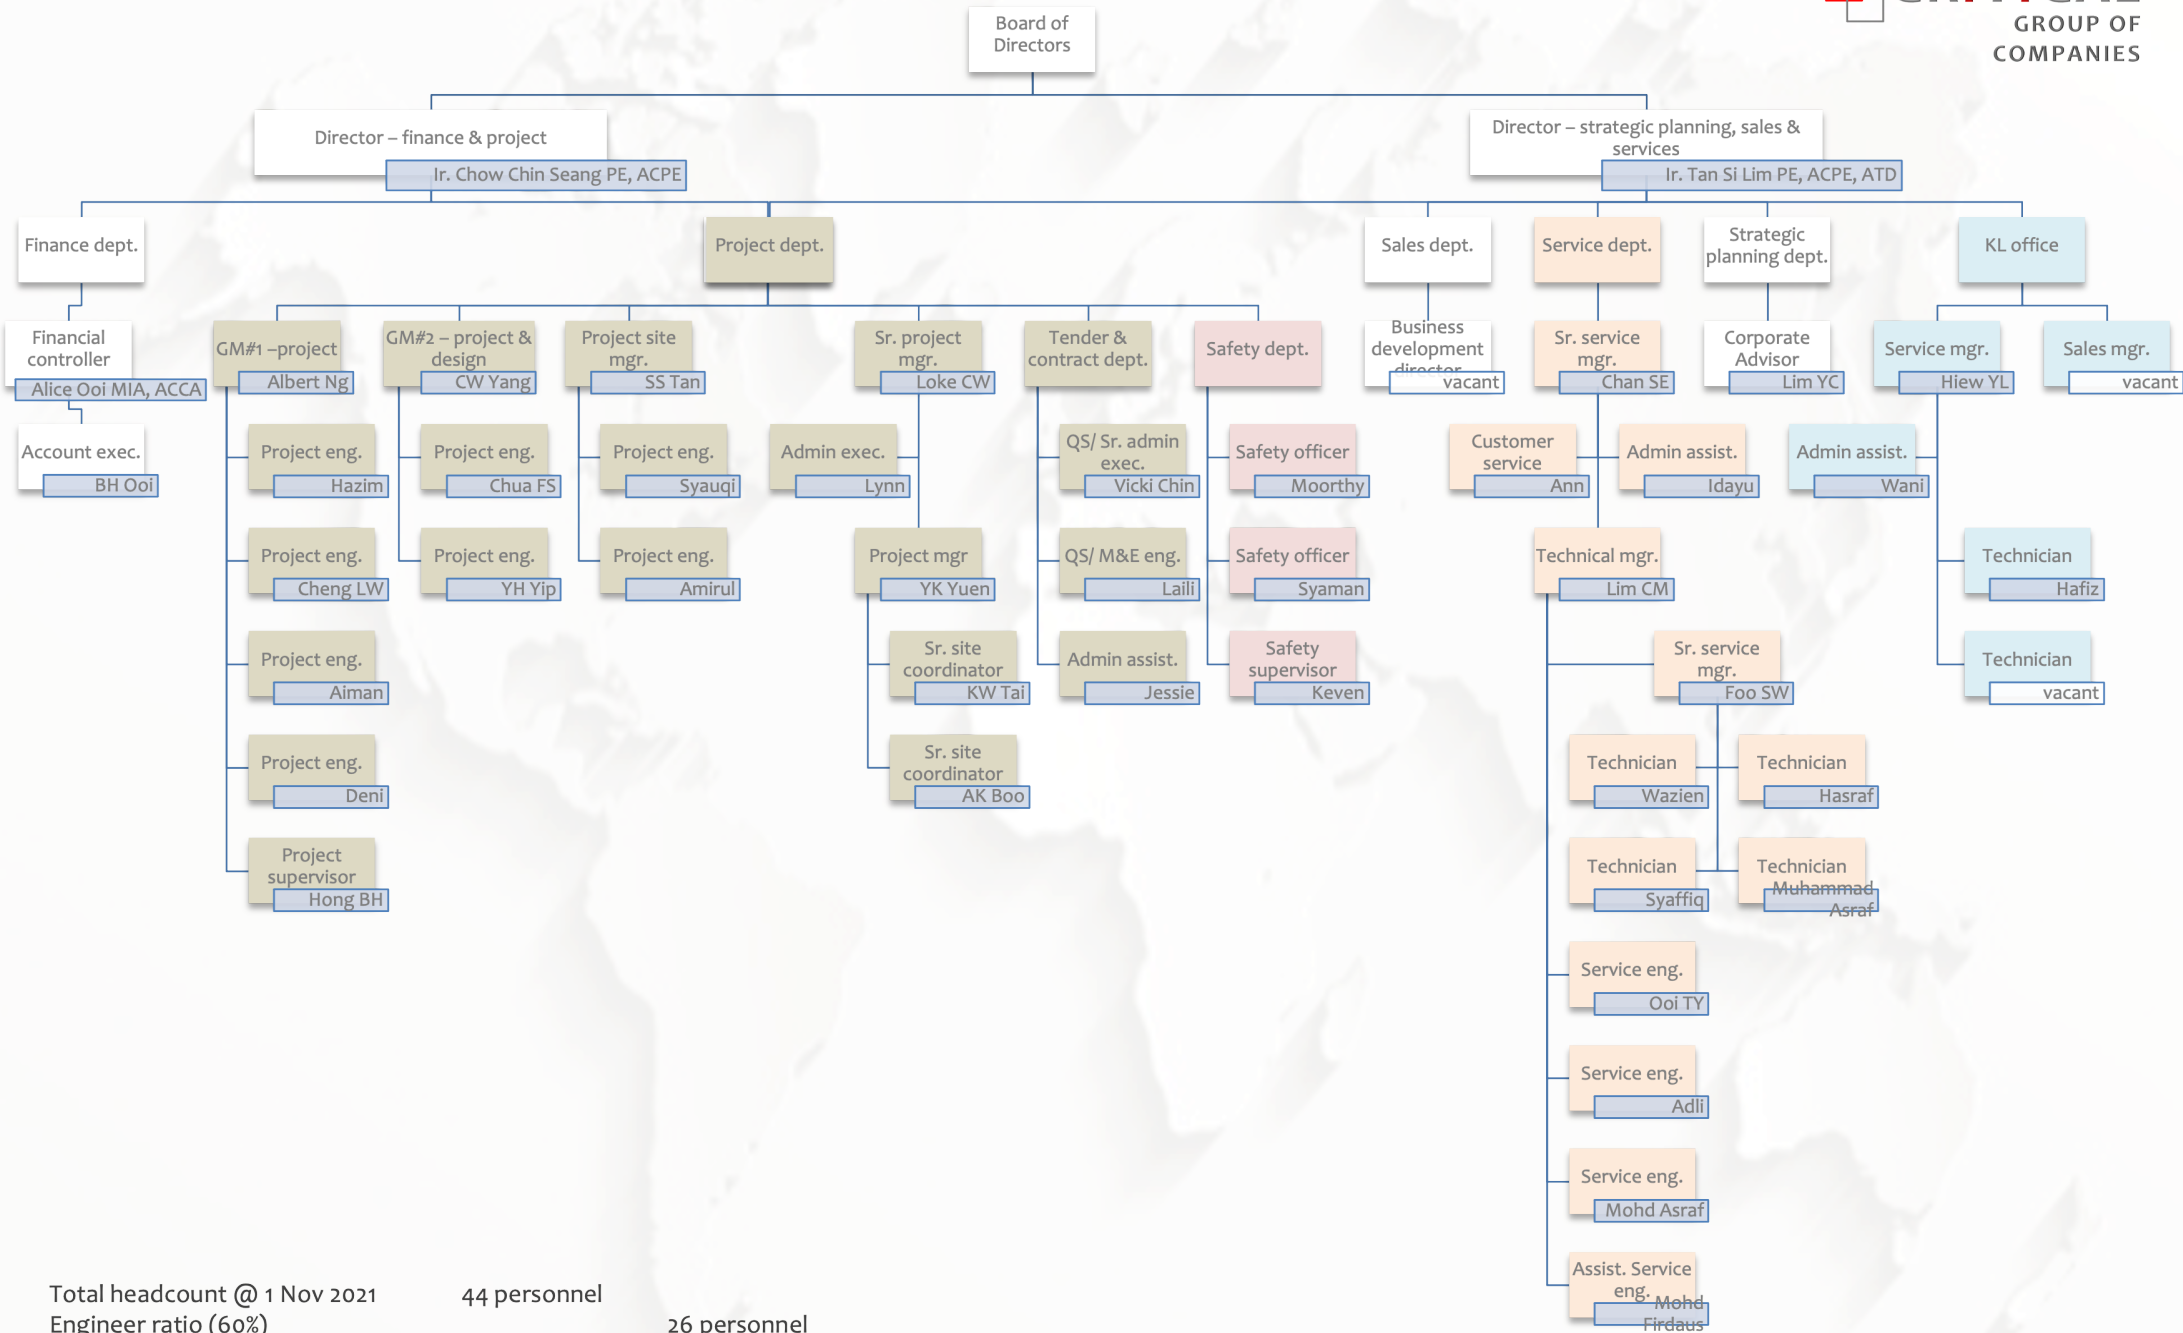 Board of
Directors
GROUP OF
COMPANIES
Director – finance & project
Ir. Chow Chin Seang PE, ACPE
Director – strategic planning, sales &
services
Ir. Tan Si Lim PE, ACPE, ATD
Finance dept.
Project dept.
Sales dept.
Service dept.
Strategic
planning dept.
KL office
Financial
controller
Alice Ooi MIA, ACCA
GM#1 –project
Albert Ng
GM#2 – project &
design
CW Yang
Project site
mgr.
SS Tan
Sr. project
mgr.
Loke CW
Tender &
contract dept.
Safety dept.
Business
development
director
vacant
Sr. service
mgr.
Chan SE
Corporate
Advisor
Lim YC
Service mgr.
Hiew YL
Sales mgr.
vacant
Account exec.
BH Ooi
Project eng.
Hazim
Project eng.
Chua FS
Project eng.
Syauqi
Admin exec.
Lynn
QS/ Sr. admin
exec.
Vicki Chin
Safety officer
Moorthy
Customer
service
Ann
Admin assist.
Idayu
Admin assist.
Wani
Project eng.
Cheng LW
Project eng.
YH Yip
Project eng.
Amirul
Project mgr
YK Yuen
QS/ M&E eng.
Laili
Safety officer
Syaman
Technical mgr.
Lim CM
Technician
Hafiz
Project eng.
Aiman
Sr. site
coordinator
KW Tai
Admin assist.
Jessie
Safety
supervisor
Keven
Sr. service
mgr.
Foo SW
Technician
vacant
Project eng.
Deni
Sr. site
coordinator
AK Boo
Technician
Wazien
Technician
Hasraf
Project
supervisor
Hong BH
Technician
Syaffiq
Technician
Muhammad
Asraf
Service eng.
Ooi TY
Service eng.
Adli
Service eng.
Mohd Asraf
Assist. Service
eng.
Mohd
Firdaus
Total headcount @ 1 Nov 2021 44 personnel
Engineer ratio (60%) 26 personnel